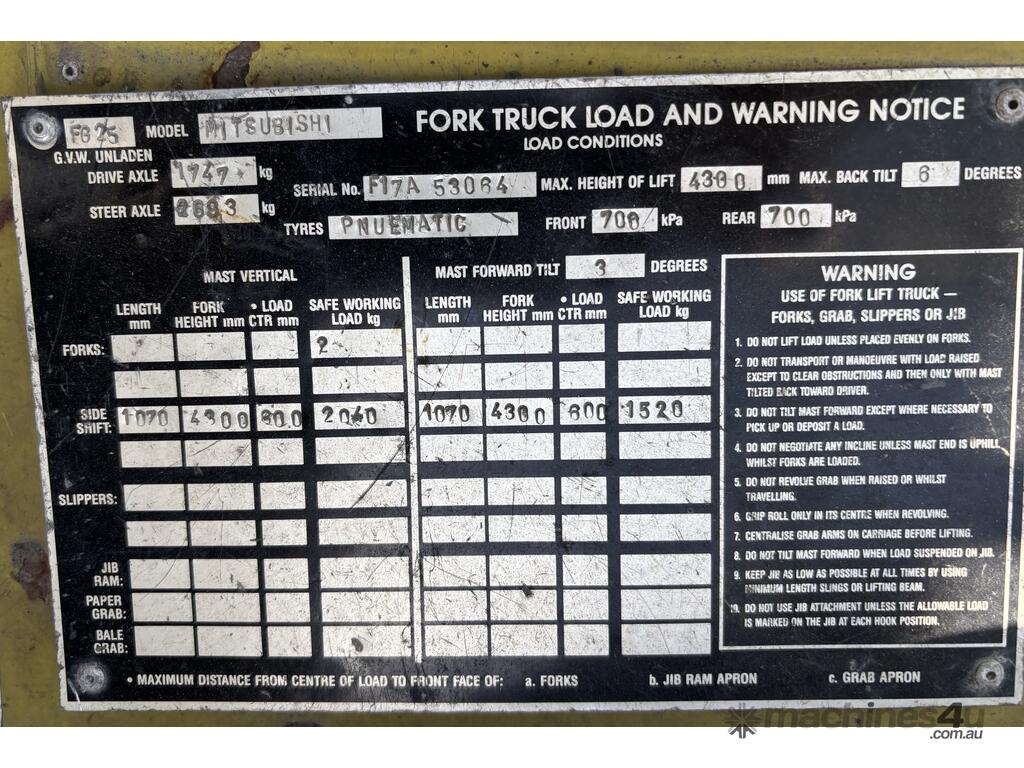 FG 25 MODEL MITSUBISHI FORK TRUCK LOAD AND WARNING NOTICE
G.V.W. UNLADEN LOAD CONDITIONS
DRIVE AXLE 1747 kg SERIAL No. F17A 53064 MAX. HEIGHT OF LIFT 4300 mm MAX. BACK TILT 6 DEGREES
STEER AXLE kg TYRES PNUEMATIC FRONT 700 kPa REAR 700 kPa
MAST VERTICAL MAST FORWARD TILT 3 DEGREES
LENGTH mm FORK HEIGHT mm • LOAD CTR mm SAFE WORKING LOAD kg LENGTH mm FORK HEIGHT mm • LOAD CTR mm SAFE WORKING LOAD kg
FORKS: 2
SIDE SHIFT: 1070 4300 600 2040 1070 4300 600 1520
SLIPPERS:
JIB RAM:
PAPER GRAB:
BALE GRAB:
• MAXIMUM DISTANCE FROM CENTRE OF LOAD TO FRONT FACE OF: a. FORKS b. JIB RAM APRON c. GRAB APRON
WARNING
USE OF FORK LIFT TRUCK —
FORKS, GRAB, SLIPPERS OR JIB
1. DO NOT LIFT LOAD UNLESS PLACED EVENLY ON FORKS.
2. DO NOT TRANSPORT OR MANOEUVRE WITH LOAD RAISED
EXCEPT TO CLEAR OBSTRUCTIONS AND THEN ONLY WITH MAST
TILTED BACK TOWARD DRIVER.
3. DO NOT TILT MAST FORWARD EXCEPT WHERE NECESSARY TO
PICK UP OR DEPOSIT A LOAD.
4. DO NOT NEGOTIATE ANY INCLINE UNLESS MAST END IS UPHILL
WHILST FORKS ARE LOADED.
5. DO NOT REVOLVE GRAB WHEN RAISED OR WHILST
TRAVELLING.
6. GRIP ROLL ONLY IN ITS CENTRE WHEN REVOLVING.
7. CENTRALISE GRAB ARMS ON CARRIAGE BEFORE LIFTING.
8. DO NOT TILT MAST FORWARD WHEN LOAD SUSPENDED ON JIB.
9. KEEP JIB AS LOW AS POSSIBLE AT ALL TIMES BY USING
MINIMUM LENGTH SLINGS OR LIFTING BEAM.
10. DO NOT USE JIB ATTACHMENT UNLESS THE ALLOWABLE LOAD
IS MARKED ON THE JIB AT EACH HOOK POSITION.
machines4u
.com.au